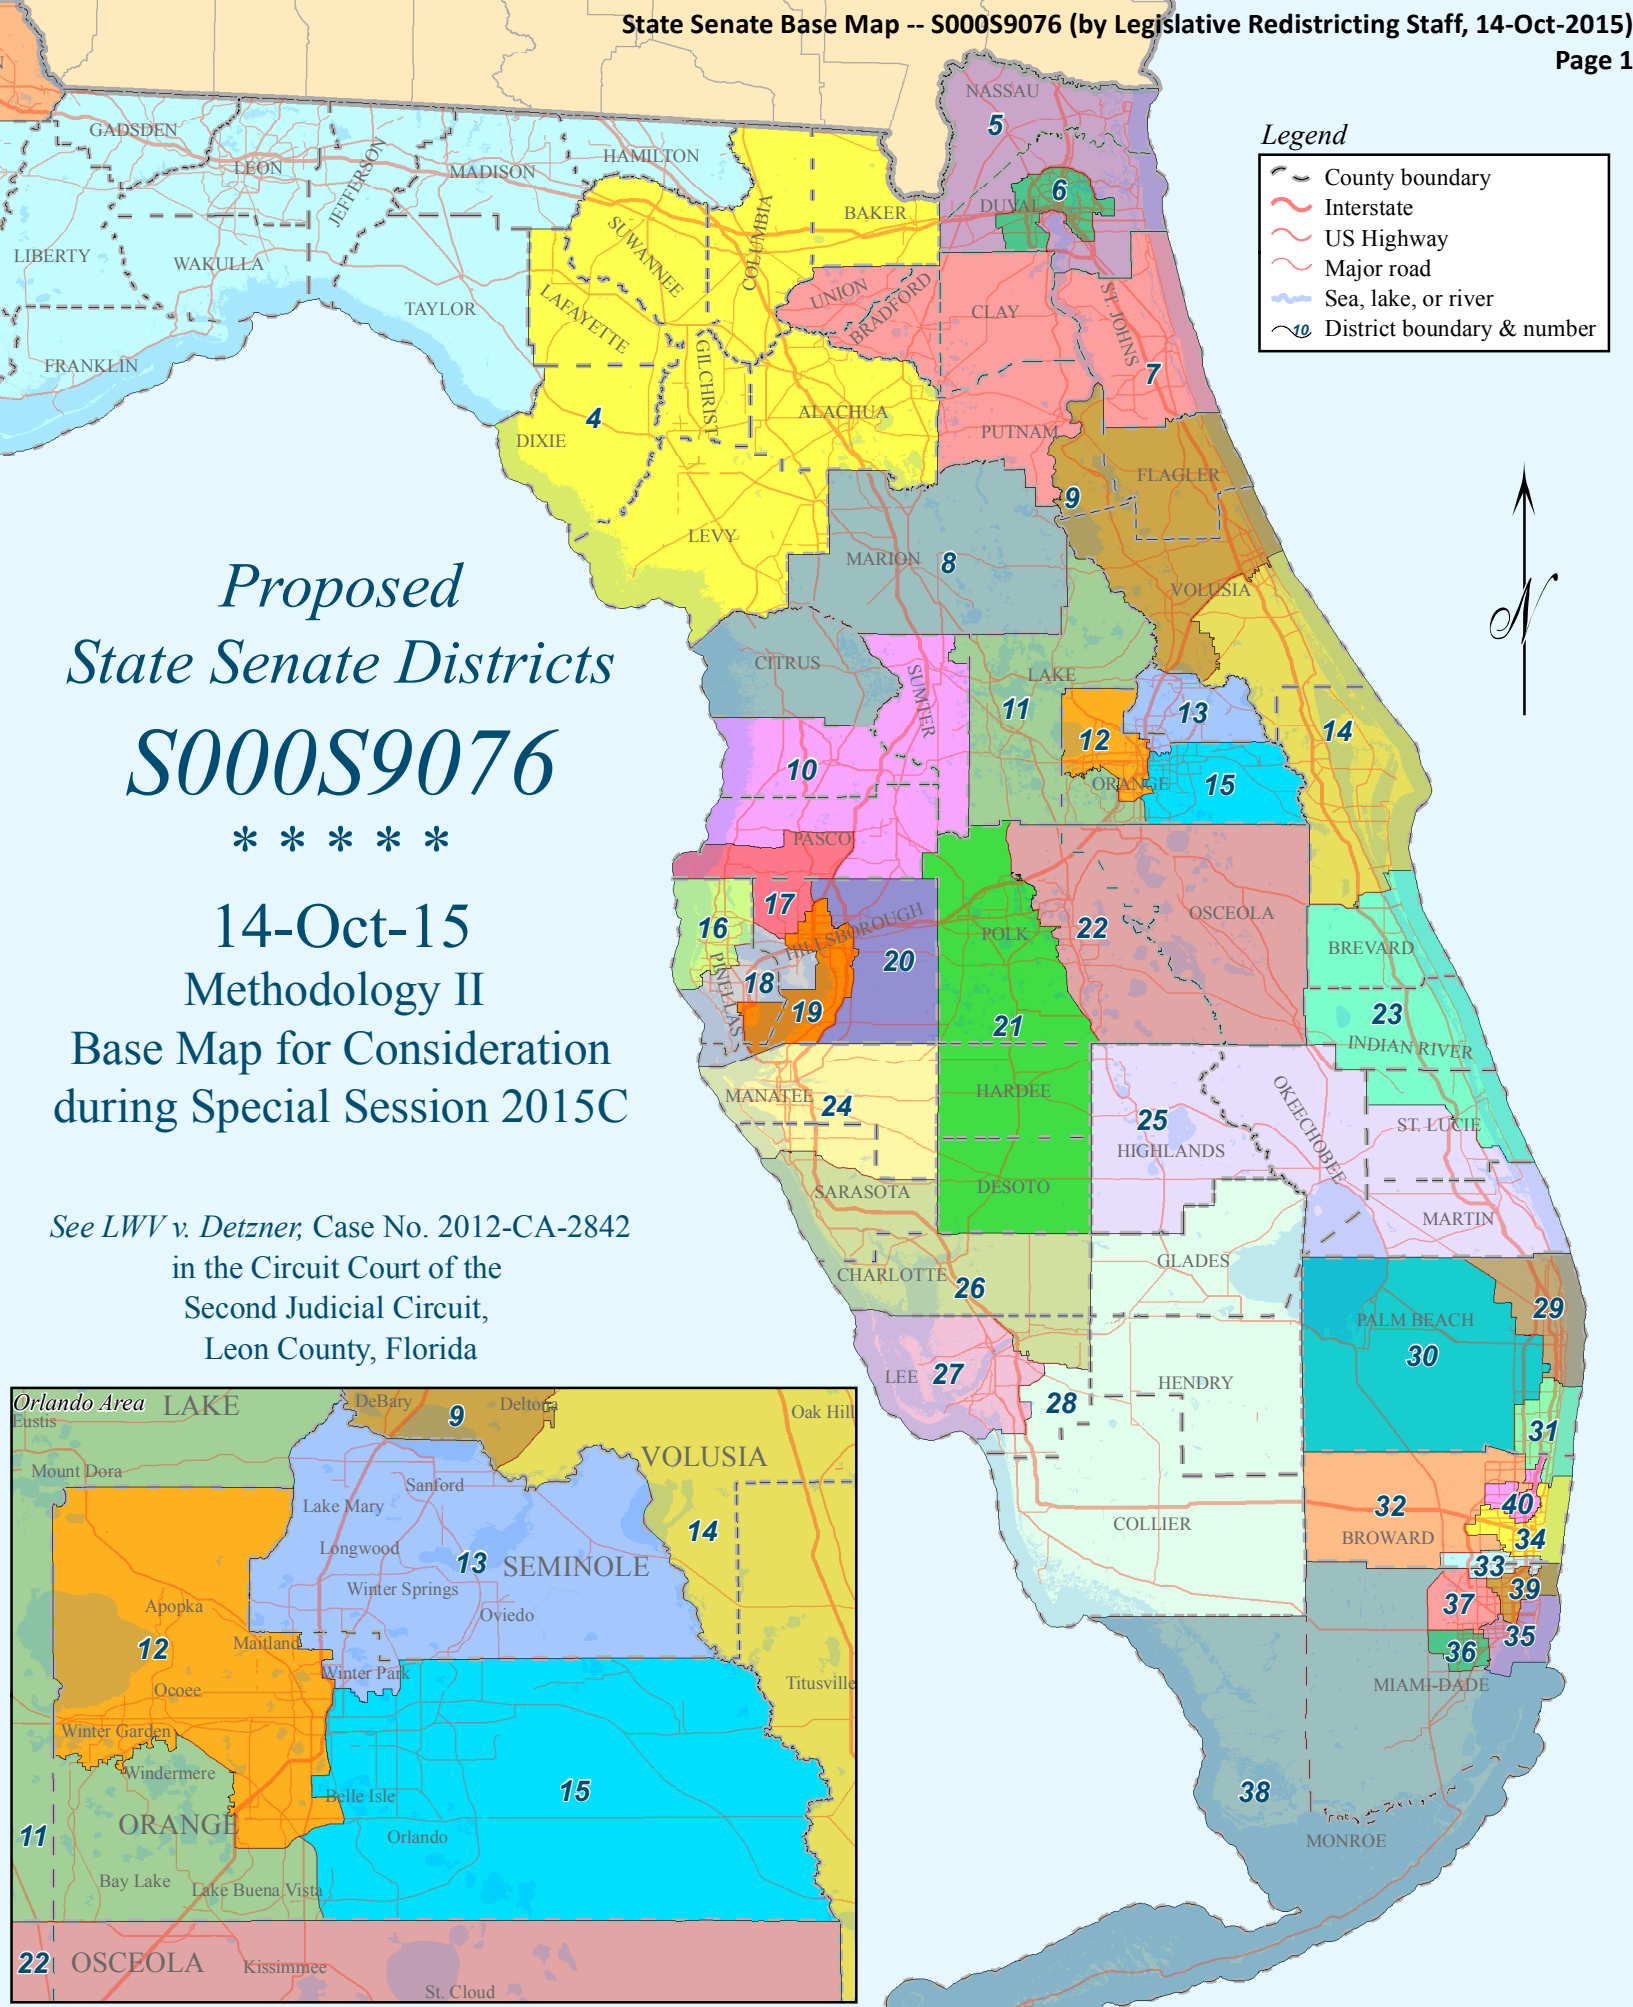 State Senate Base Map -- S000S9076 (by Legislative Redistricting Staff, 14-Oct-2015)
Page 1
Legend
County boundary
Interstate
US Highway
Major road
Sea, lake, or river
10 District boundary & number
Proposed
State Senate Districts
S000S9076
* * * * *
14-Oct-15
Methodology II
Base Map for Consideration
during Special Session 2015C
See LWV v. Detzner, Case No. 2012-CA-2842
in the Circuit Court of the
Second Judicial Circuit,
Leon County, Florida
N
NASSAU
5
GADSDEN
LEON
JEFFERSON
MADISON
HAMILTON
SUWANNEE
COLUMBIA
BAKER
DUVAL
6
LIBERTY
WAKULLA
TAYLOR
LAFAYETTE
UNION
BRADFORD
CLAY
ST. JOHNS
7
FRANKLIN
GILCHRIST
4
DIXIE
ALACHUA
PUTNAM
9
FLAGLER
LEVY
MARION
8
VOLUSIA
CITRUS
SUMTER
LAKE
11
12
13
14
10
ORANGE
15
PASCO
17
16
HILLSBOROUGH
POLK
22
OSCEOLA
BREVARD
PINELLAS
18
19
20
21
23
INDIAN RIVER
MANATEE
24
HARDEE
25
HIGHLANDS
OKEECHOBEE
ST. LUCIE
SARASOTA
DESOTO
MARTIN
CHARLOTTE
26
GLADES
PALM BEACH
29
30
LEE
27
28
HENDRY
31
COLLIER
32
BROWARD
40
34
33
39
37
35
36
MIAMI-DADE
38
MONROE
Orlando Area
LAKE
Eustis
DeBary
9
Deltona
Oak Hill
Mount Dora
VOLUSIA
Sanford
Lake Mary
14
Longwood
13
SEMINOLE
Winter Springs
Apopka
Oviedo
12
Maitland
Winter Park
Ocoee
Titusville
Winter Garden
Windermere
Belle Isle
15
ORANGE
11
Orlando
Bay Lake
Lake Buena Vista
22
OSCEOLA
Kissimmee
St. Cloud